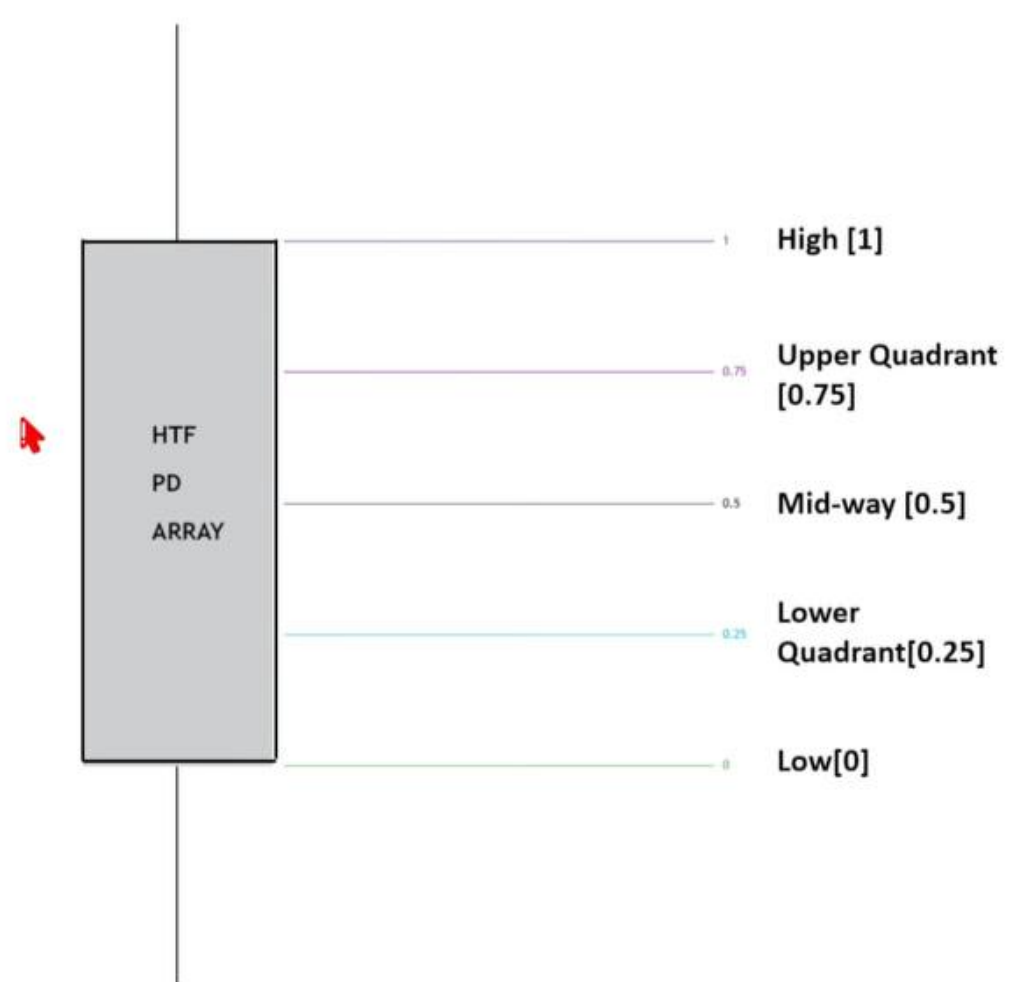 1
High [1]
0.75
Upper Quadrant
[0.75]
HTF
PD
ARRAY
0.5
Mid-way [0.5]
0.25
Lower
Quadrant[0.25]
0
Low[0]